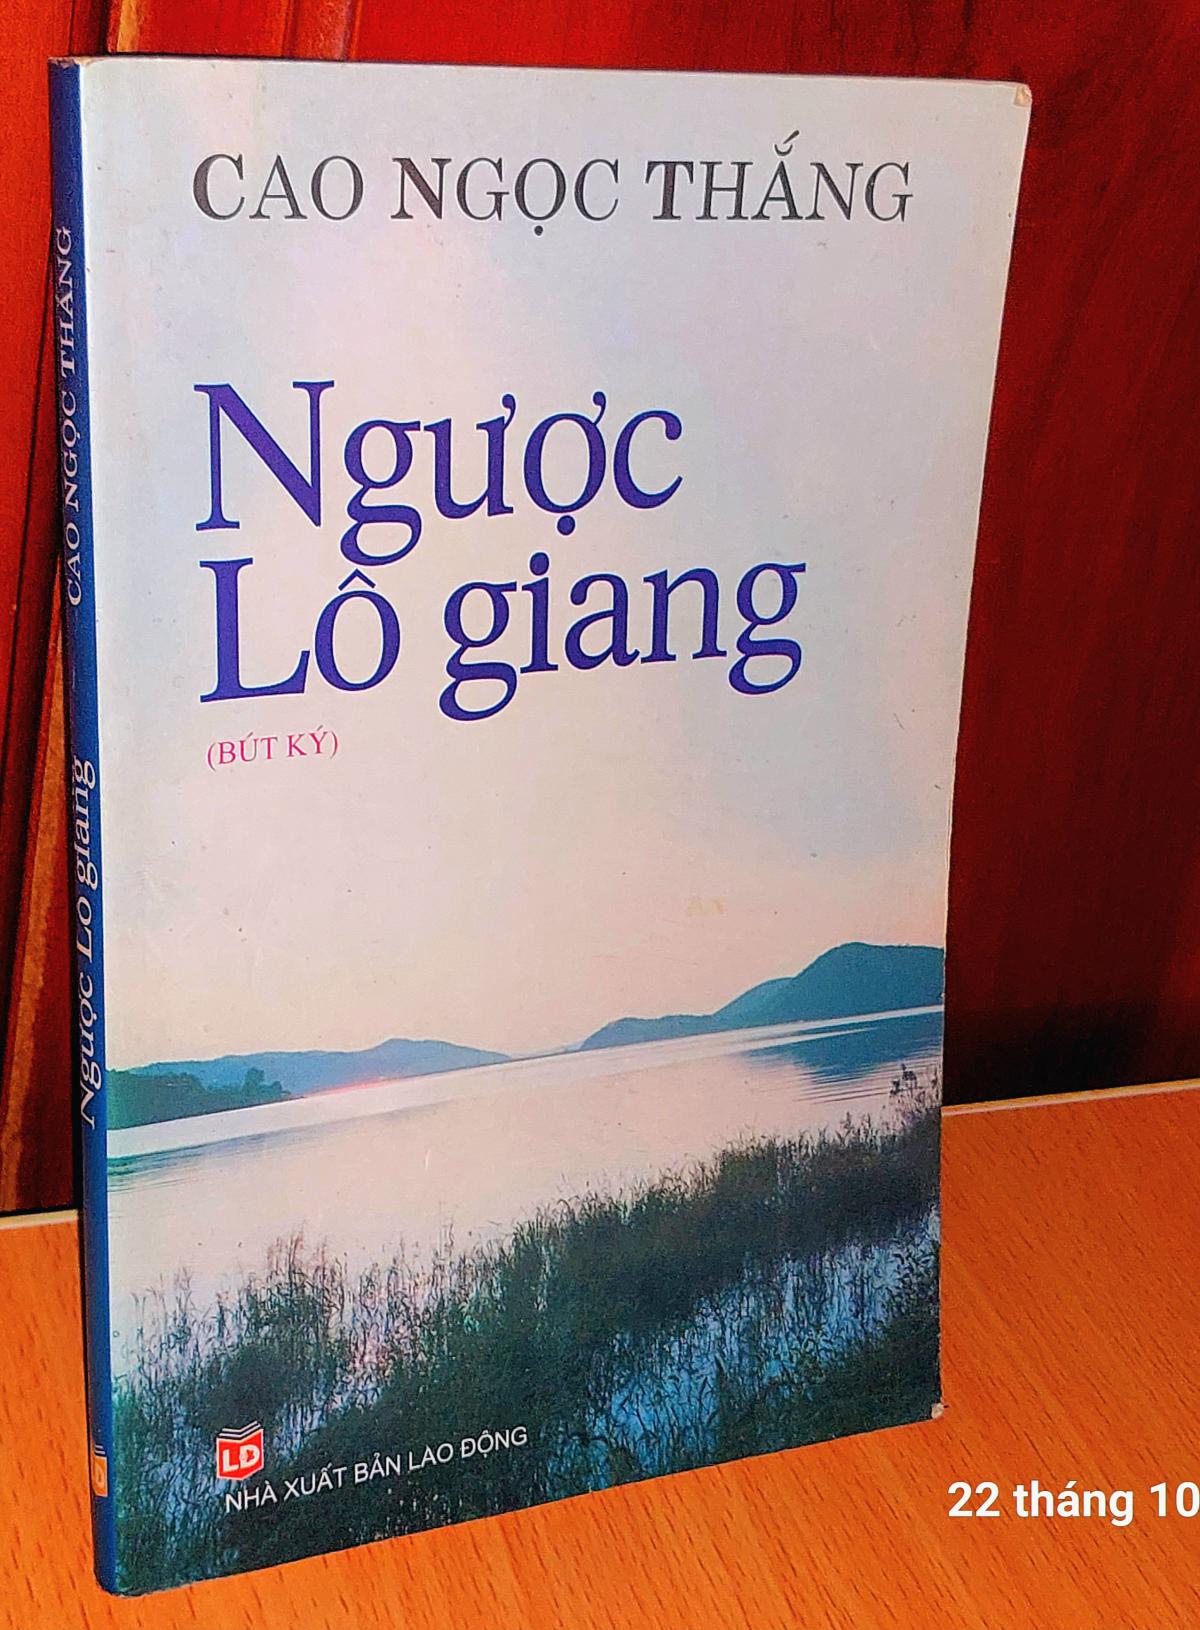 CAO NGỌC THẮNG
Ngược
Lô giang
(BÚT KÝ)
LĐ
NHÀ XUẤT BẢN LAO ĐỘNG
CAO NGỌC THẮNG
Ngược Lô giang
22 tháng 10